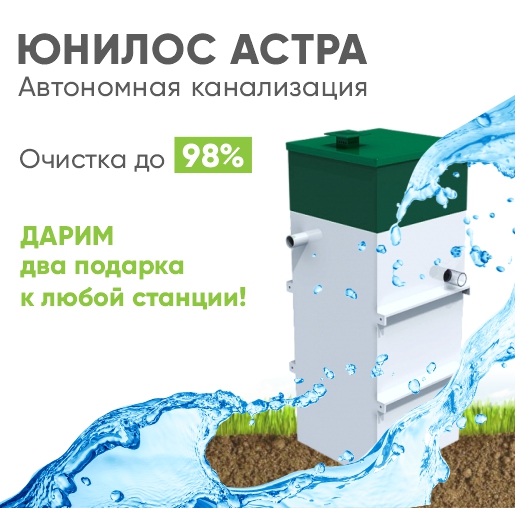 ЮНИЛОС АСТРА
Автономная канализация
Очистка до 98%
ДАРИМ
два подарка
к любой станции!